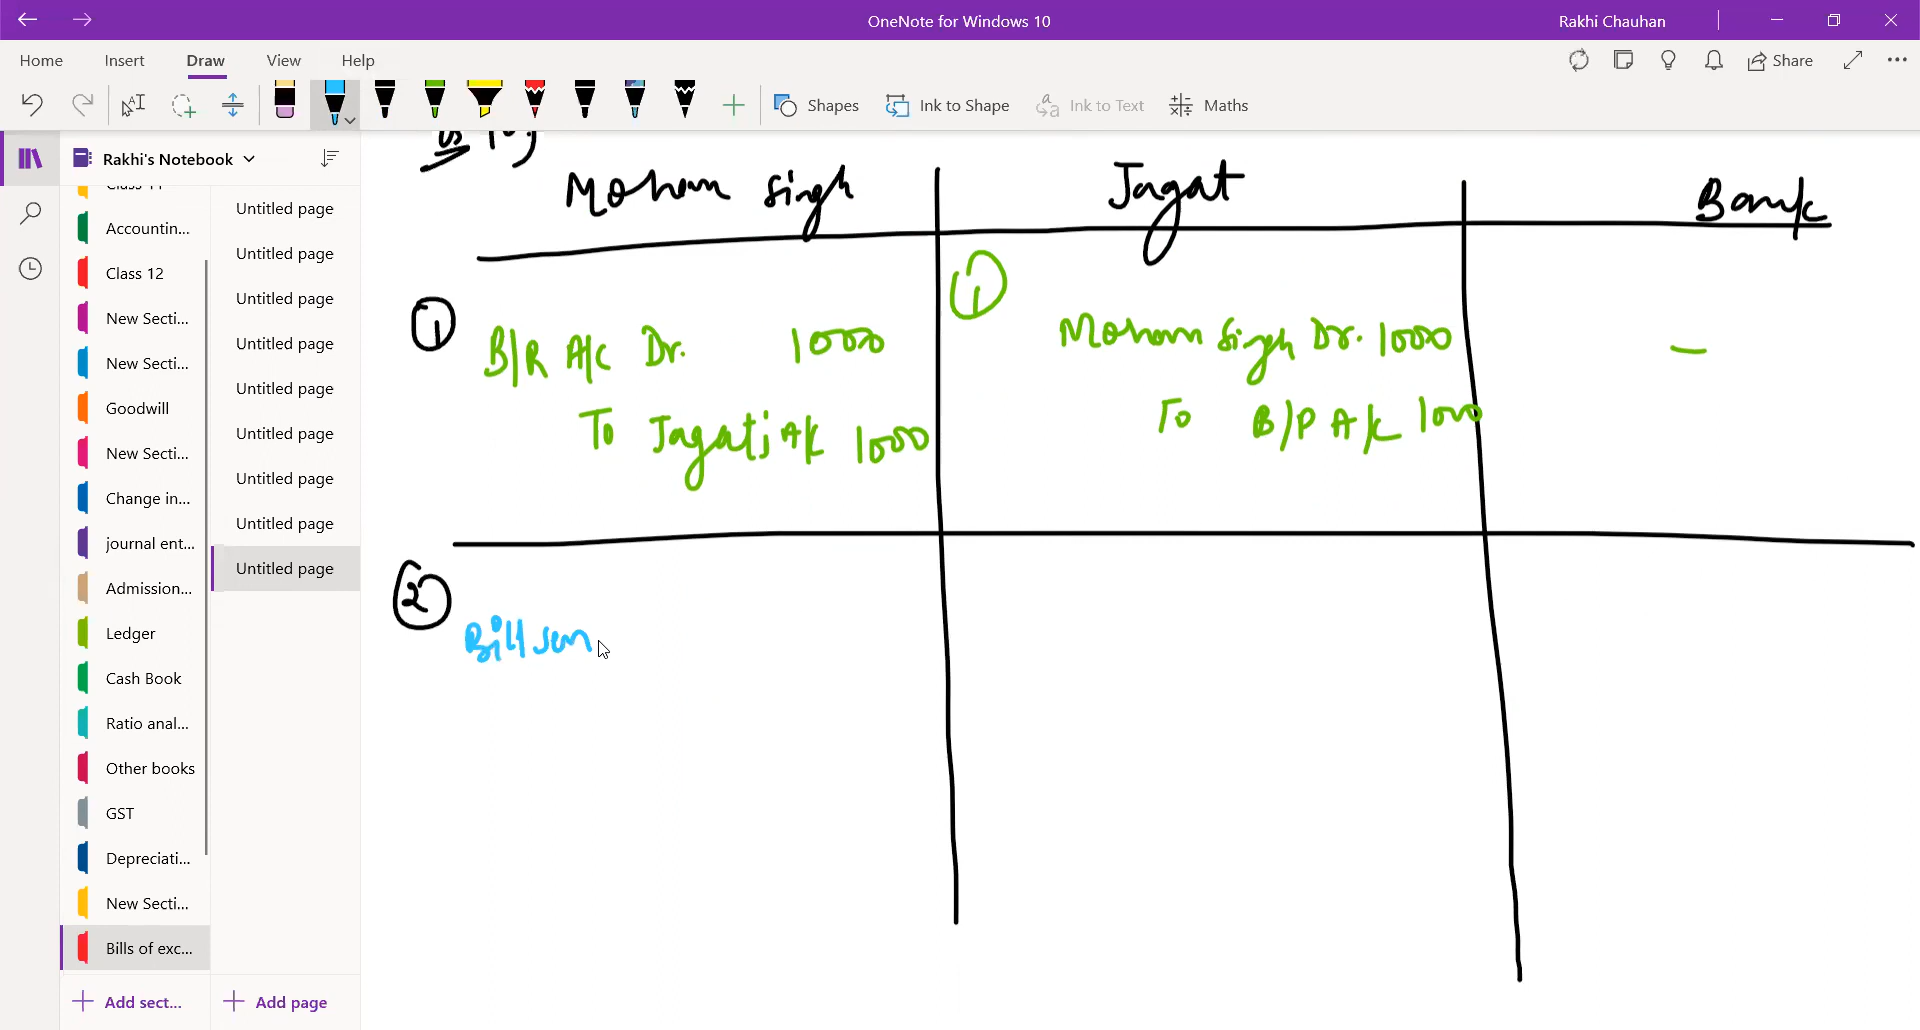 OneNote for Windows 10
Rakhi Chauhan
Home Insert Draw View Help
Share
Shapes Ink to Shape Ink to Text Maths
Rakhi's Notebook
Accountin...
Class 12
New Secti...
New Secti...
Goodwill
New Secti...
Change in...
journal ent...
Admission...
Ledger
Cash Book
Ratio anal...
Other books
GST
Depreciati...
New Secti...
Bills of exc...
Add sect...
Untitled page
Untitled page
Untitled page
Untitled page
Untitled page
Untitled page
Untitled page
Untitled page
Untitled page
Add page
Mohan Singh Jagat Bank
1 B/R A/c Dr. 10000
To Jagat's A/c 10000
1 Mohan Singh Dr. 10000
To B/P A/c 1000
—
2
Bill sen